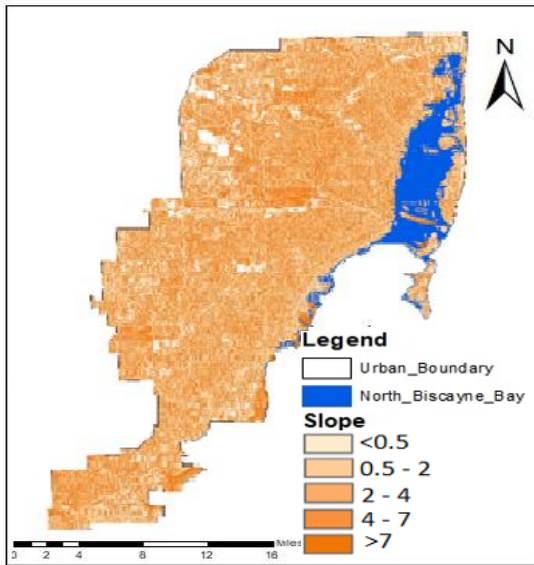 N
Legend
Urban_Boundary
North_Biscayne_Bay
Slope
<0.5
0.5 - 2
2 - 4
4 - 7
>7
Miles
0 2 4 8 12 16